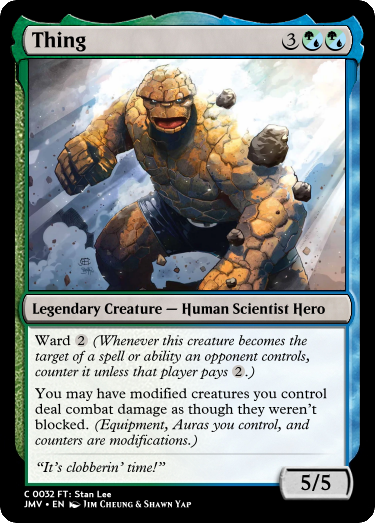 Thing 3
Legendary Creature — Human Scientist Hero
Ward 2 (Whenever this creature becomes the
target of a spell or ability an opponent controls,
counter it unless that player pays 2.)
You may have modified creatures you control
deal combat damage as though they weren't
blocked. (Equipment, Auras you control, and
counters are modifications.)
“It's clobberin' time!”
5/5
C 0032 FT: Stan Lee
JMV • EN Jim Cheung & Shawn Yap